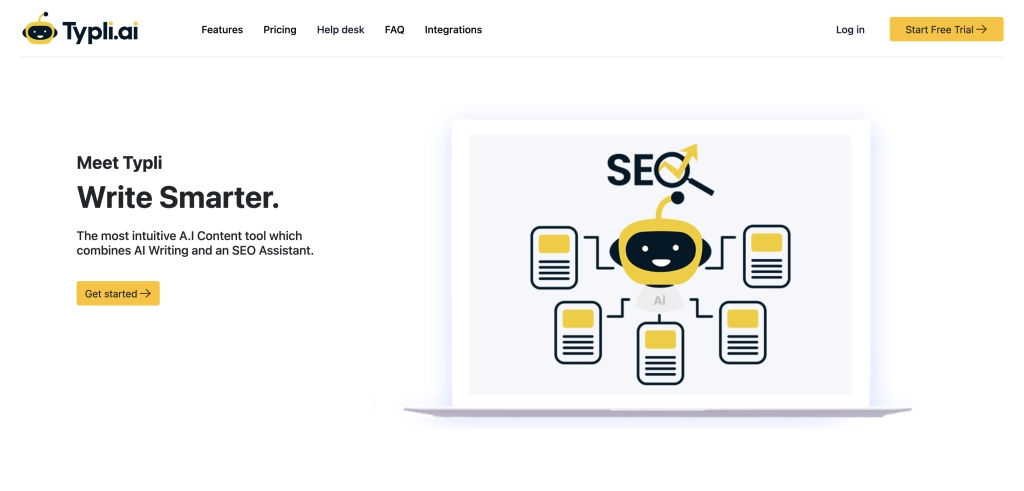 Typli.ai
Features
Pricing
Help desk
FAQ
Integrations
Log in
Start Free Trial →
Meet Typli
Write Smarter.
The most intuitive A.I Content tool which
combines AI Writing and an SEO Assistant.
Get started →
SEO
Ai